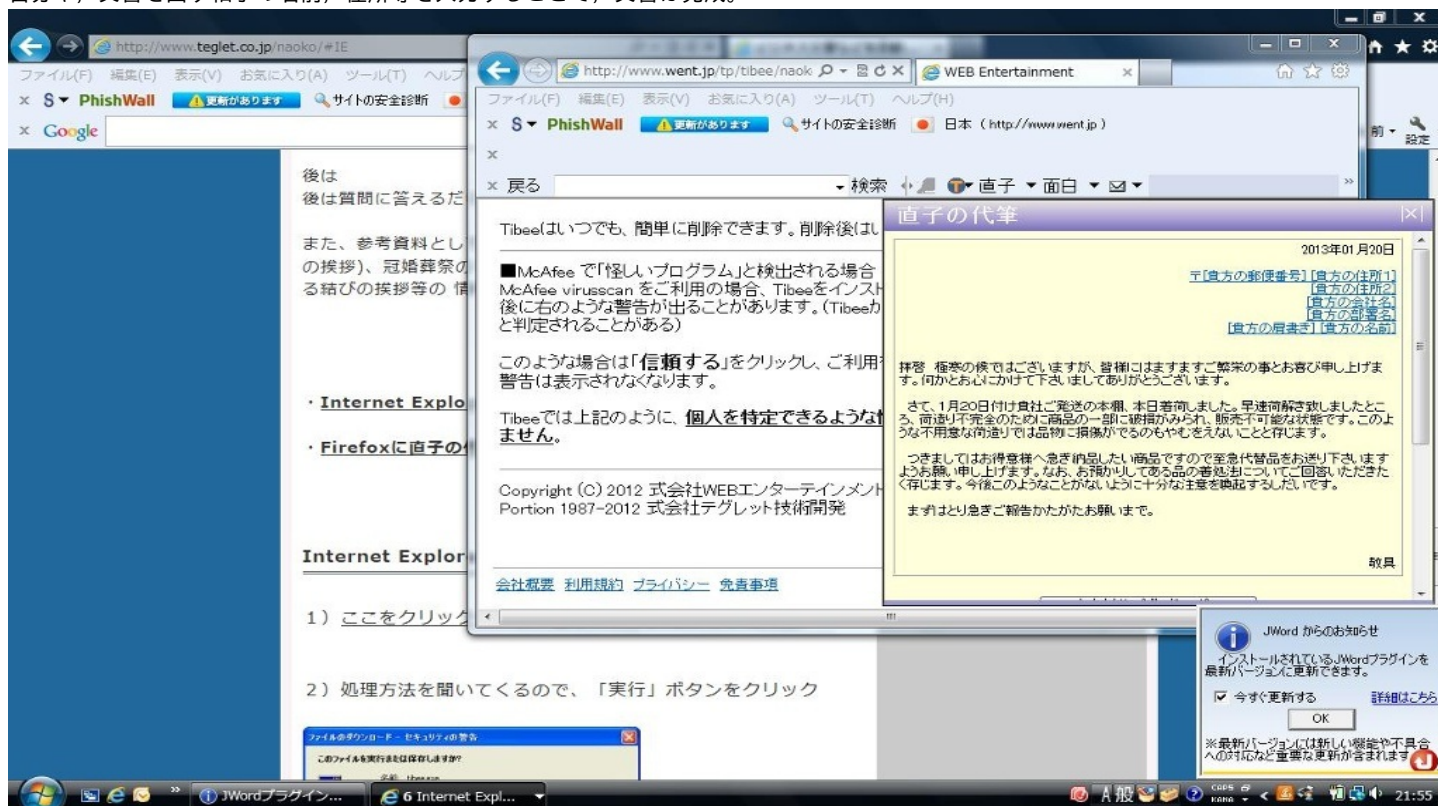 http://www.teglet.co.jp/naoko/#IE
ファイル(F) 編集(E) 表示(V) お気に入り(A) ツール(T) ヘルプ
× S▼ PhishWall 更新があります サイトの安全診断
× Google
前▼ 設定
後は
後は質問に答えるだ
また、参考資料とし
の挨拶)、冠婚葬祭の
る結びの挨拶等の 情
・Internet Explo
・Firefoxに直子の
Internet Explor
1）ここをクリック
2）処理方法を聞いてくるので、「実行」ボタンをクリック
ファイルのダウンロード - セキュリティの警告
このファイルを実行または保存しますか?
http://www.went.jp/tp/tibee/naok
WEB Entertainment ×
ファイル(F) 編集(E) 表示(V) お気に入り(A) ツール(T) ヘルプ(H)
× S▼ PhishWall 更新があります サイトの安全診断 日本 ( http://www.went.jp )
×
× 戻る 検索 直子 ▼面白 ▼
Tibeeはいつでも、簡単に削除できます。削除後はい
■McAfee で「怪しいプログラム」と検出される場合
McAfee virusscan をご利用の場合、Tibeeをインスト
後に右のような警告が出ることがあります。(Tibeeか
と判定されることがある)
このような場合は「信頼する」をクリックし、ご利用
警告は表示されなくなります。
Tibeeでは上記のように、個人を特定できるような
ません。
Copyright (C) 2012 式会社WEBエンターテインメント
Portion 1987-2012 式会社テグレット技術開発
会社概要 利用規約 プライバシー 免責事項
直子の代筆
2013年01月20日
〒[貴方の郵便番号] [貴方の住所1]
[貴方の住所2]
[貴方の会社名]
[貴方の部署名]
[貴方の肩書き] [貴方の名前]
拝啓 極寒の候ではございますが、皆様にはますますご繁栄の事とお喜び申し上げま
す。何かとお心にかけて下さいましてありがとうございます。
さて、1月20日付け貴社ご発送の本棚、本日着荷しました。早速荷解き致しましたとこ
ろ、荷造り不完全のために商品の一部に破損がみられ、販売不可能な状態です。このよ
うな不用意な荷造りでは品物に損傷がでるのもやむをえないことと存じます。
つきましてはお得意様へ急ぎ納品したい商品ですので至急代替品をお送り下さいます
ようお願い申し上げます。なお、お預かりしてある品の善処法についてご回答いただきた
く存じます。今後このようなことがないように十分な注意を喚起するしだいです。
まずはとり急ぎご報告かたがたお願いまで。
敬具
JWord からのお知らせ
インストールされているJWordプラグインを
最新バージョンに更新できます。
今すぐ更新する 詳細はこちら
OK
※最新バージョンには新しい機能や不具合
への対応など重要な更新が含まれます
JWordプラグイン... 6 Internet Expl... A 般 CAPS KANA 21:55